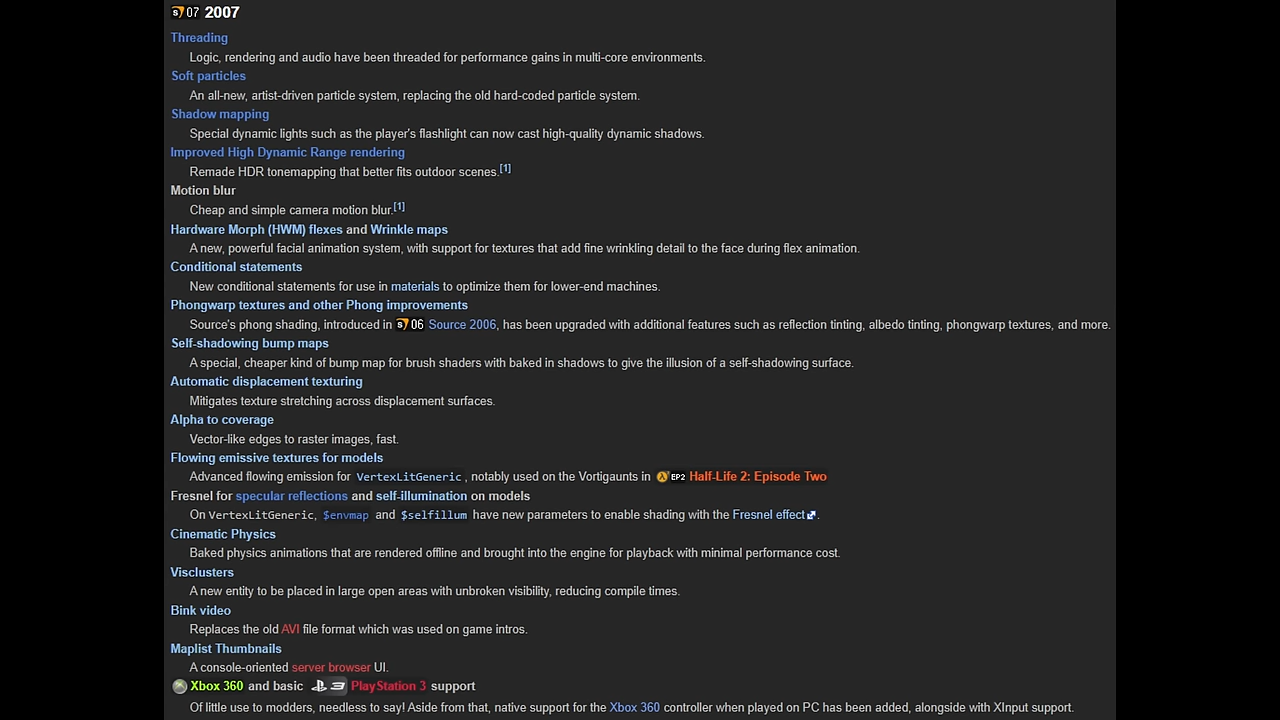 S 07 2007
Threading
Logic, rendering and audio have been threaded for performance gains in multi-core environments.
Soft particles
An all-new, artist-driven particle system, replacing the old hard-coded particle system.
Shadow mapping
Special dynamic lights such as the player's flashlight can now cast high-quality dynamic shadows.
Improved High Dynamic Range rendering
Remade HDR tonemapping that better fits outdoor scenes.[1]
Motion blur
Cheap and simple camera motion blur.[1]
Hardware Morph (HWM) flexes and Wrinkle maps
A new, powerful facial animation system, with support for textures that add fine wrinkling detail to the face during flex animation.
Conditional statements
New conditional statements for use in materials to optimize them for lower-end machines.
Phongwarp textures and other Phong improvements
Source's phong shading, introduced in S 06 Source 2006, has been upgraded with additional features such as reflection tinting, albedo tinting, phongwarp textures, and more.
Self-shadowing bump maps
A special, cheaper kind of bump map for brush shaders with baked in shadows to give the illusion of a self-shadowing surface.
Automatic displacement texturing
Mitigates texture stretching across displacement surfaces.
Alpha to coverage
Vector-like edges to raster images, fast.
Flowing emissive textures for models
Advanced flowing emission for VertexLitGeneric, notably used on the Vortigaunts in λ EP2 Half-Life 2: Episode Two
Fresnel for specular reflections and self-illumination on models
On VertexLitGeneric, $envmap and $selfillum have new parameters to enable shading with the Fresnel effect.
Cinematic Physics
Baked physics animations that are rendered offline and brought into the engine for playback with minimal performance cost.
Visclusters
A new entity to be placed in large open areas with unbroken visibility, reducing compile times.
Bink video
Replaces the old AVI file format which was used on game intros.
Maplist Thumbnails
A console-oriented server browser UI.
Xbox 360 and basic PlayStation 3 support
Of little use to modders, needless to say! Aside from that, native support for the Xbox 360 controller when played on PC has been added, alongside with XInput support.